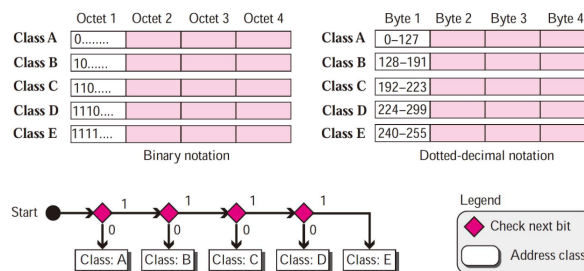 Octet 1 Octet 2 Octet 3 Octet 4
Class A 0........
Class B 10......
Class C 110.....
Class D 1110....
Class E 1111....
Binary notation
Byte 1 Byte 2 Byte 3 Byte 4
Class A 0–127
Class B 128–191
Class C 192–223
Class D 224–299
Class E 240–255
Dotted-decimal notation
Start 1 1 1 1
0 0 0 0
Class: A Class: B Class: C Class: D Class: E
Legend
Check next bit
Address class